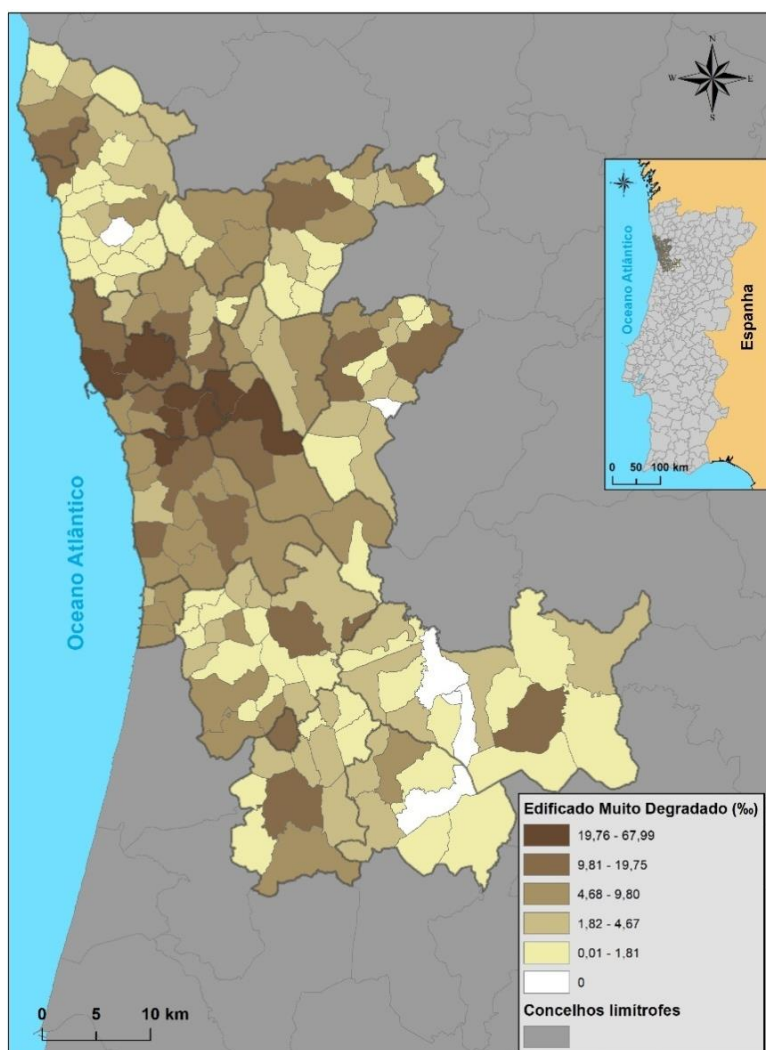 N
W
E
S
Oceano Atlântico
Espanha
0 50 100 km
Oceano Atlântico
Edificado Muito Degradado (‰)
19,76 - 67,99
9,81 - 19,75
4,68 - 9,80
1,82 - 4,67
0,01 - 1,81
0
Concelhos limitrofes
0 5 10 km